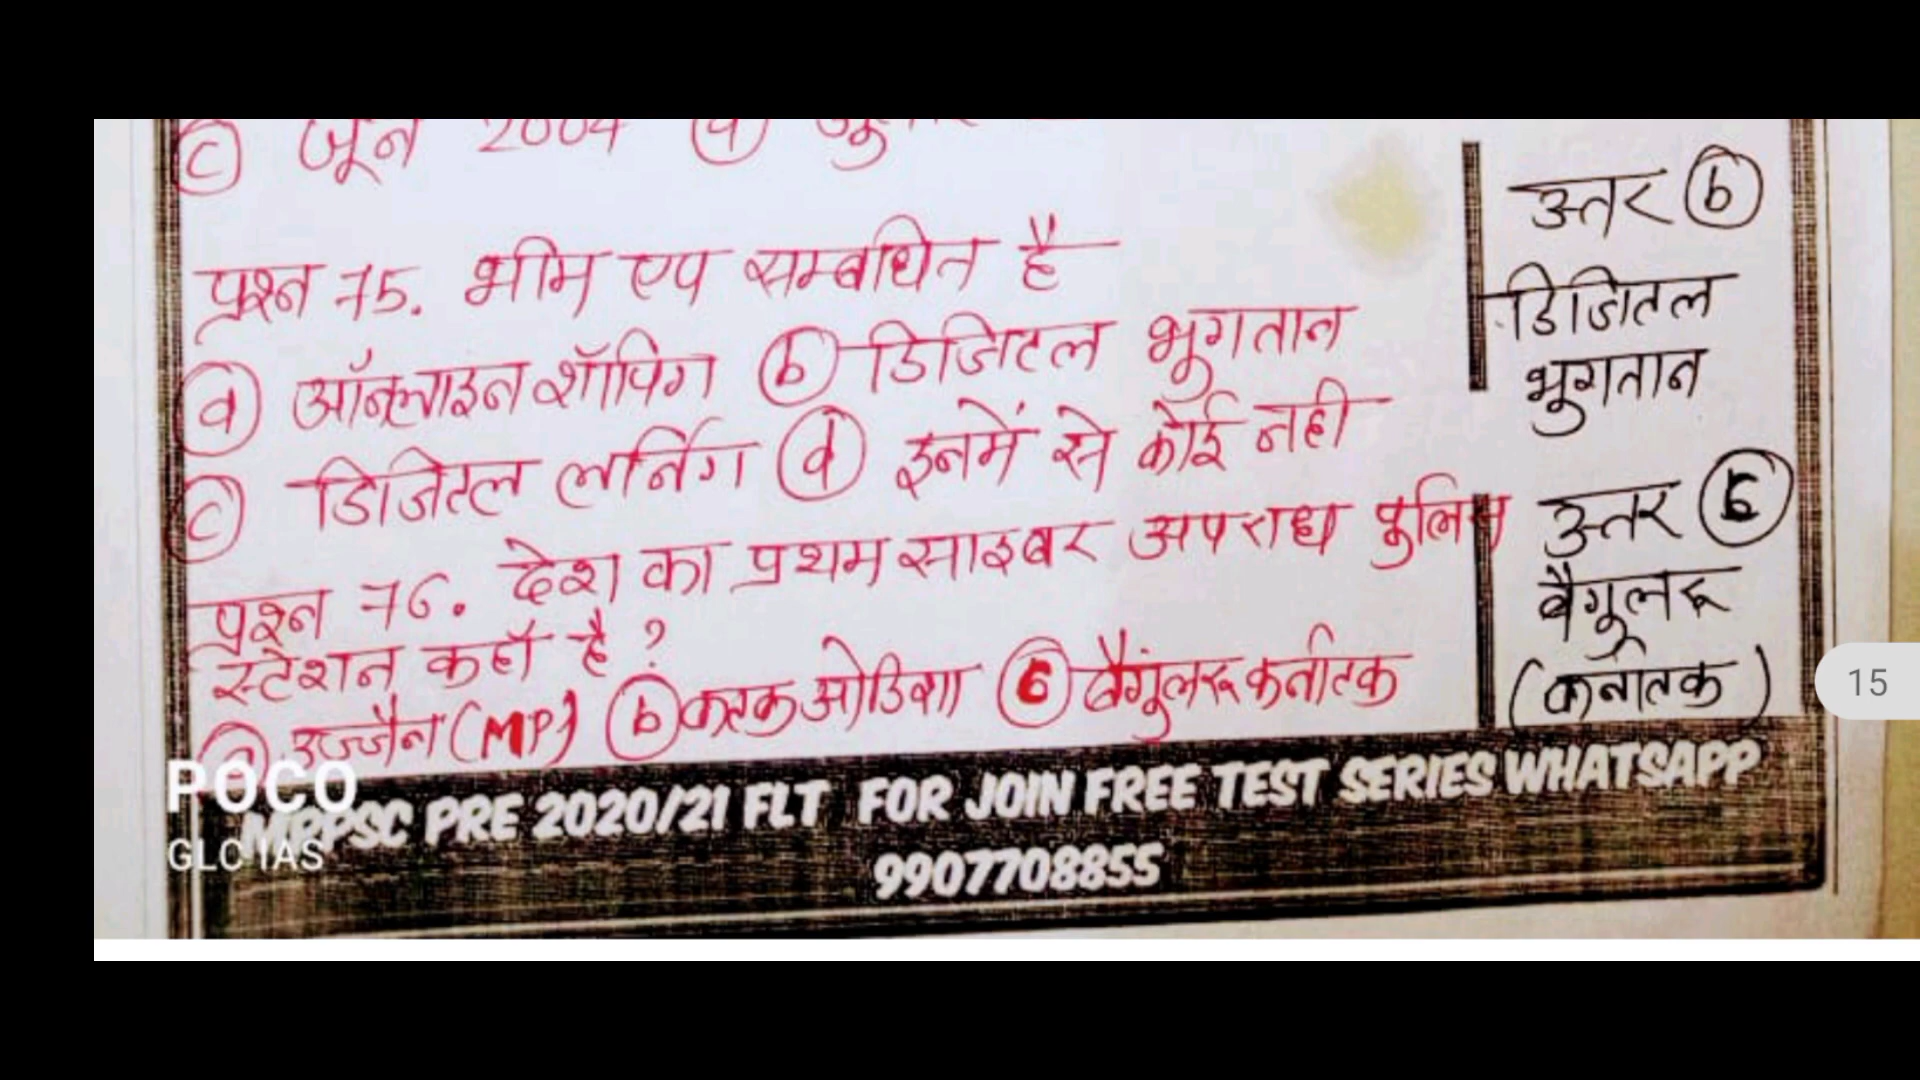 (C) जून 2004 (d)
प्रश्न 75. भीम एप सम्बधित है
(a) ऑनलाइन शॉपिग (b) डिजिटल भुगतान
(c) डिजिटल लर्निग (d) इनमें से कोई नही
प्रश्न 76. देश का प्रथम साइबर अपराध पुलिस
स्टेशन कहाँ है ?
(a) उज्जैन (MP) (b) कटक ओडिशा (c) बैंगुलरू कर्नाटक
उत्तर (b)
डिजिटल
भुगतान
उत्तर (c)
बैगुलरू
(कर्नाटक)
MPPSC PRE 2020/21 FLT FOR JOIN FREE TEST SERIES WHATSAPP
9907708855
POCO
GLC IAS
15